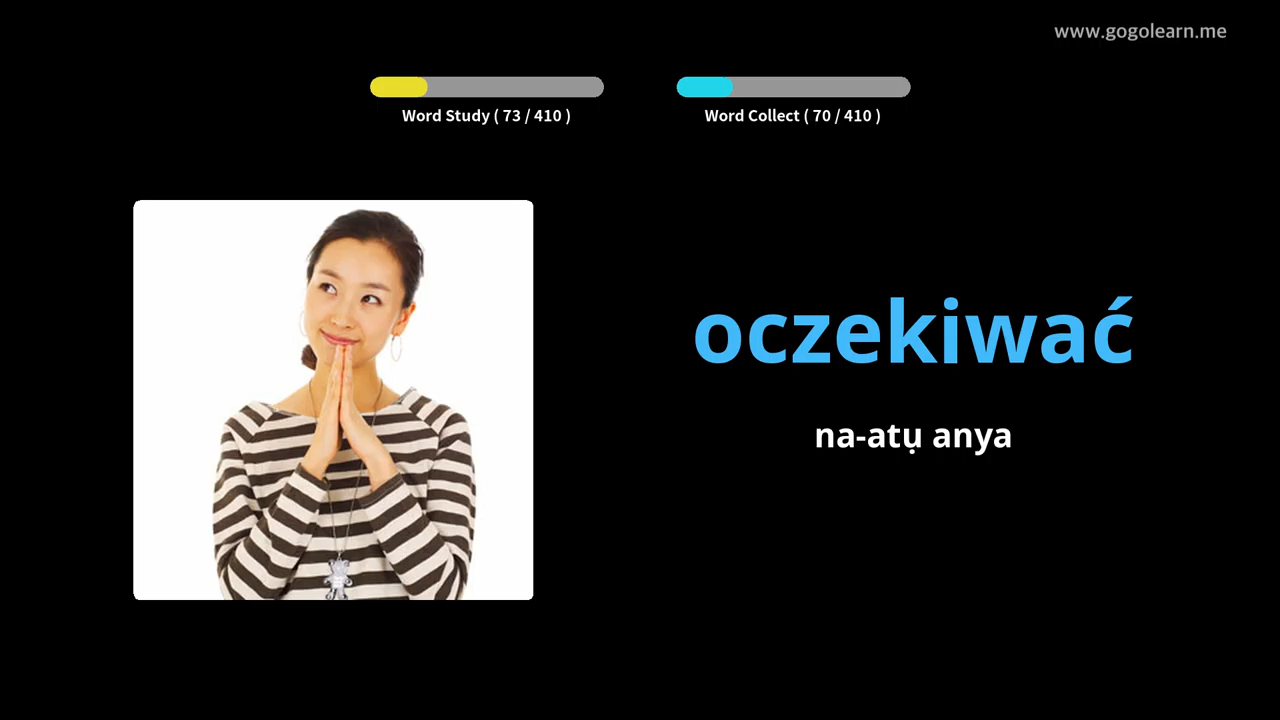 www.gogolearn.me
Word Study ( 73 / 410 )
Word Collect ( 70 / 410 )
oczekiwać
na-atụ anya